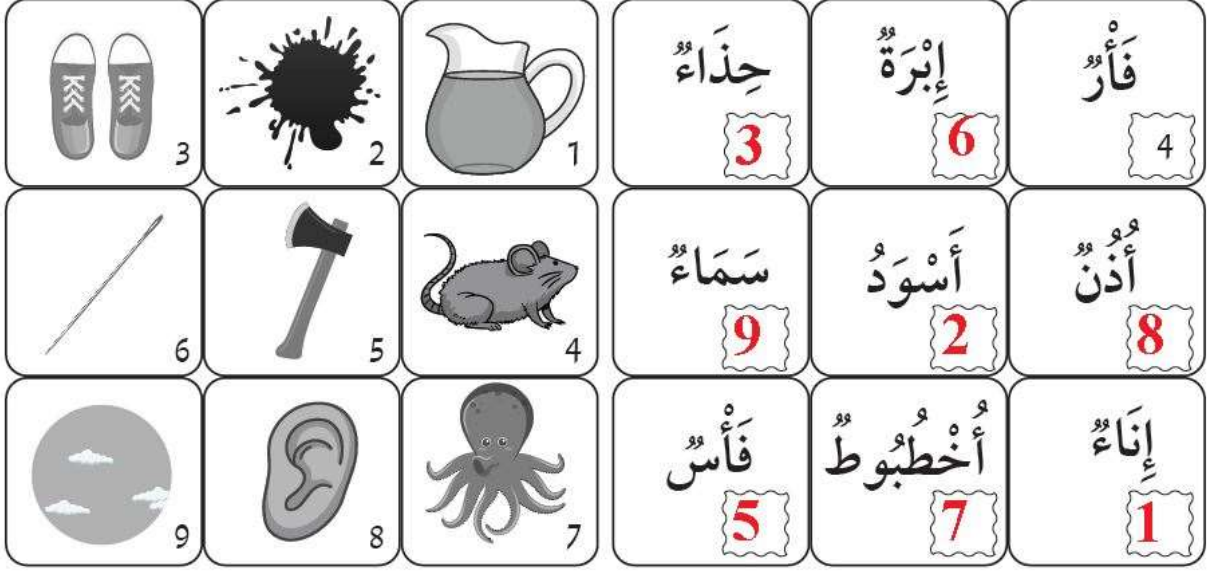 فَأْرٌ
4
إِبْرَةٌ
6
حِذَاءٌ
3
أُذُنٌ
8
أَسْوَدُ
2
سَمَاءٌ
9
إِنَاءٌ
1
أُخْطُبُوطٌ
7
فَأْسٌ
5
1
2
3
4
5
6
7
8
9